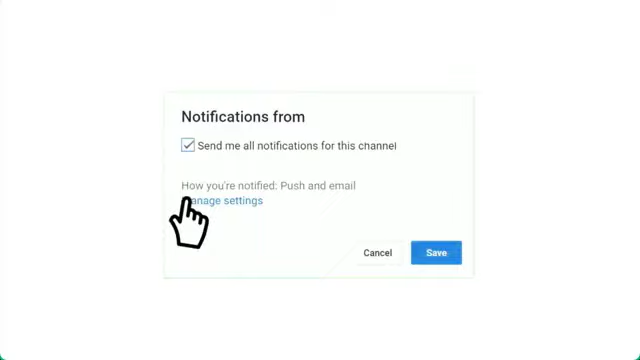 Notifications from
Send me all notifications for this channel
How you're notified: Push and email
anage settings
Cancel
Save